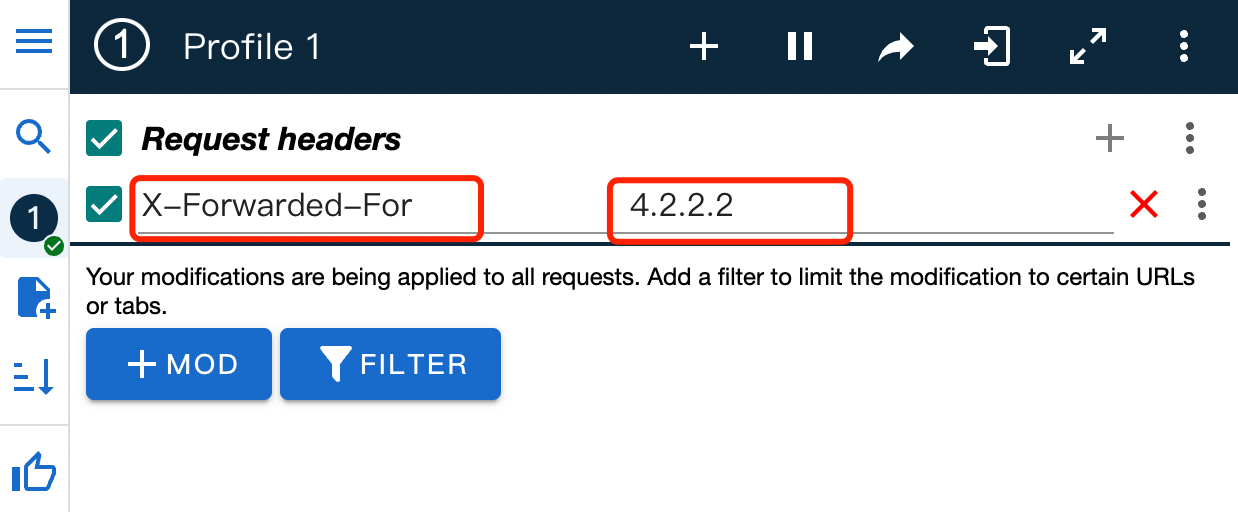 1 Profile 1
Request headers
X-Forwarded-For 4.2.2.2
1
Your modifications are being applied to all requests. Add a filter to limit the modification to certain URLs
or tabs.
MOD FILTER